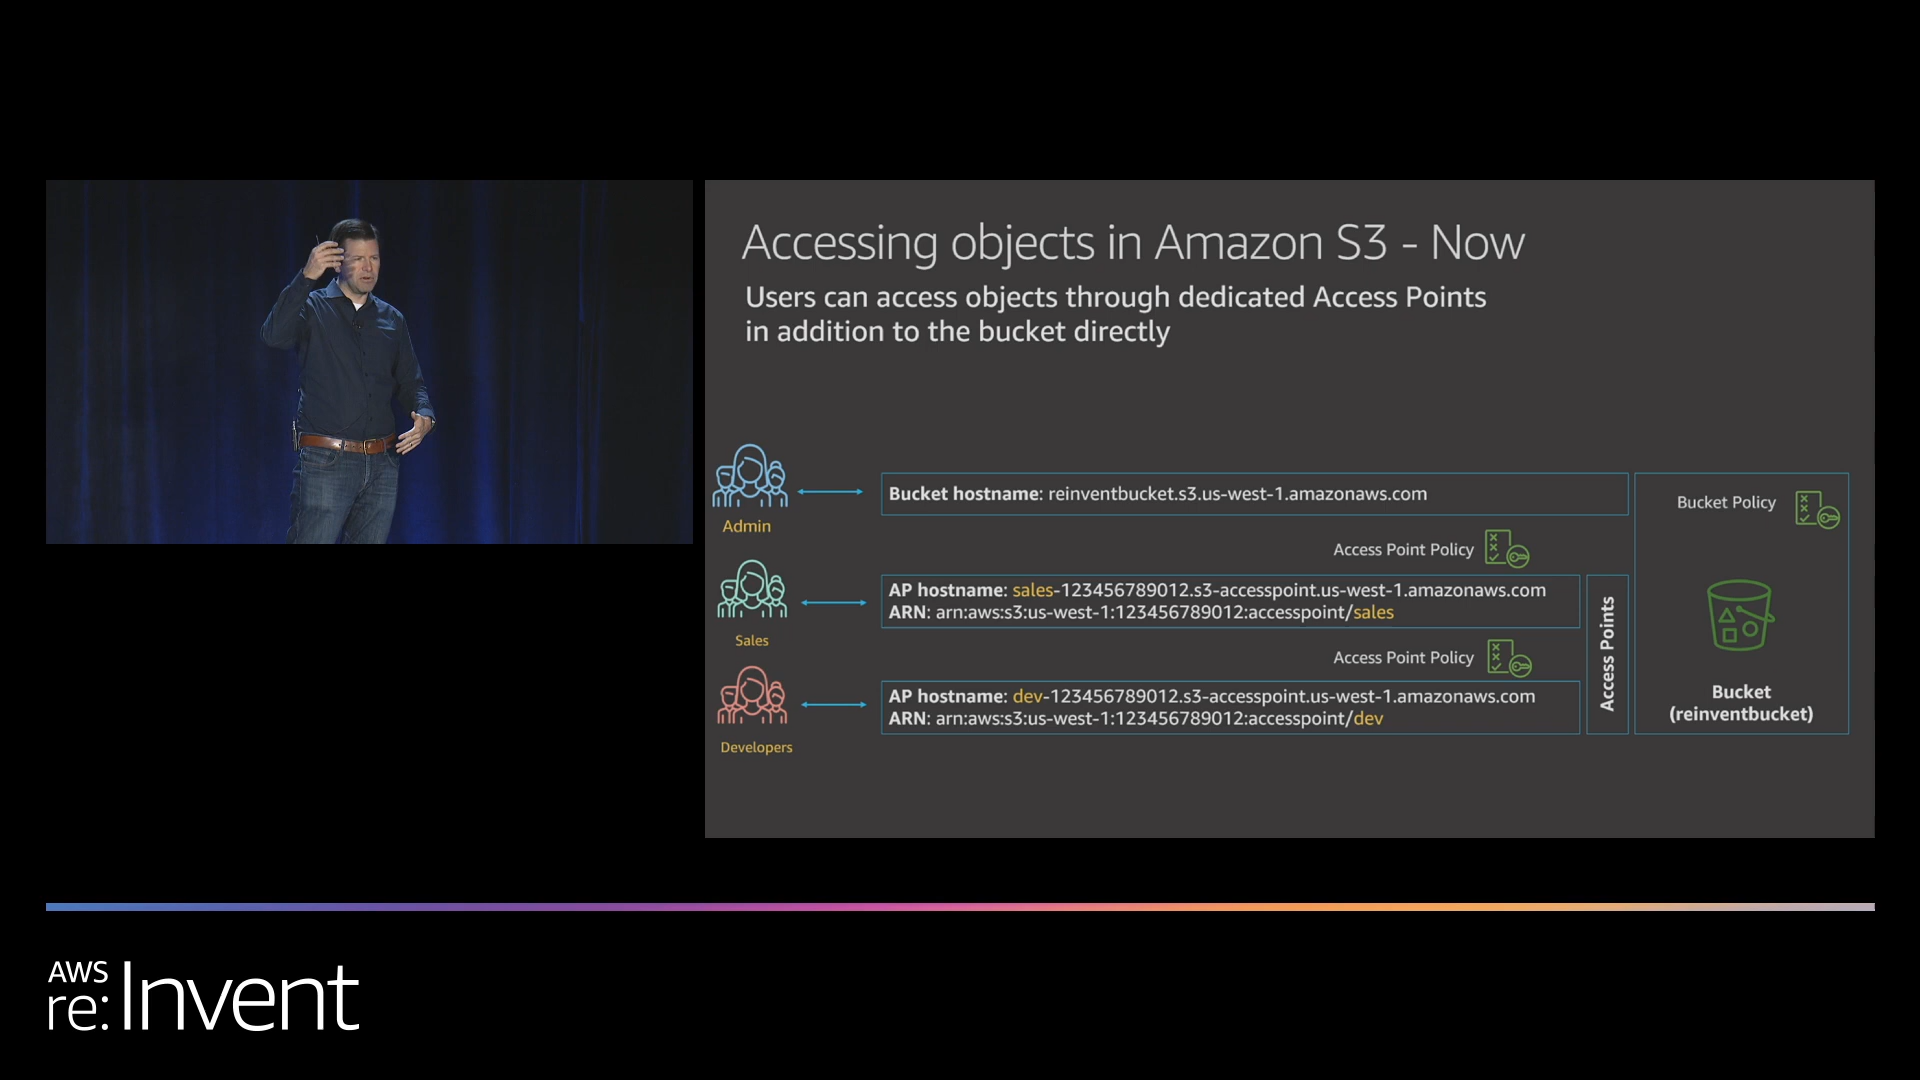 Accessing objects in Amazon S3 - Now
Users can access objects through dedicated Access Points
in addition to the bucket directly
Admin
Bucket hostname: reinventbucket.s3.us-west-1.amazonaws.com
Bucket Policy
Access Point Policy
Sales
AP hostname: sales-123456789012.s3-accesspoint.us-west-1.amazonaws.com
ARN: arn:aws:s3:us-west-1:123456789012:accesspoint/sales
Access Point Policy
Developers
AP hostname: dev-123456789012.s3-accesspoint.us-west-1.amazonaws.com
ARN: arn:aws:s3:us-west-1:123456789012:accesspoint/dev
Access Points
Bucket
(reinventbucket)
AWS
re:Invent